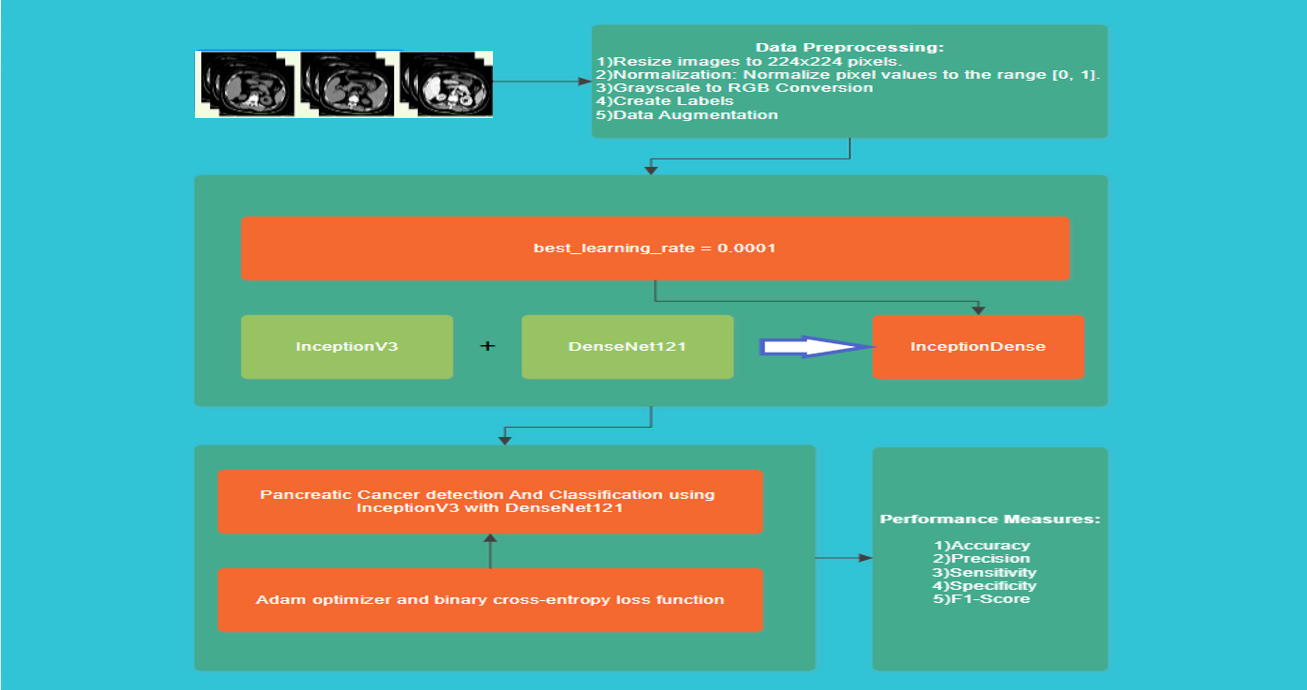 Data Preprocessing:
1)Resize images to 224x224 pixels.
2)Normalization: Normalize pixel values to the range [0, 1].
3)Grayscale to RGB Conversion
4)Create Labels
5)Data Augmentation
best_learning_rate = 0.0001
InceptionV3
+
DenseNet121
InceptionDense
Pancreatic Cancer detection And Classification using
InceptionV3 with DenseNet121
Adam optimizer and binary cross-entropy loss function
Performance Measures:
1)Accuracy
2)Precision
3)Sensitivity
4)Specificity
5)F1-Score